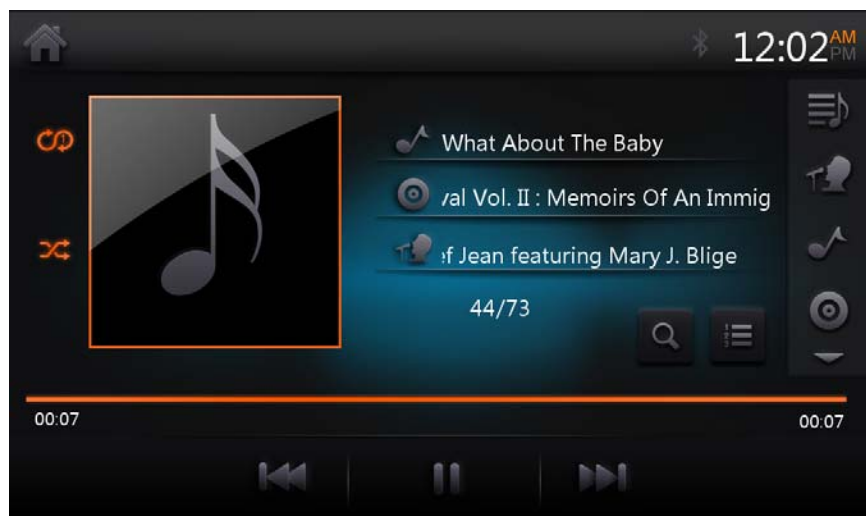 12:02 AM
PM
What About The Baby
val Vol. II : Memoirs Of An Immig
ef Jean featuring Mary J. Blige
44/73
00:07
00:07